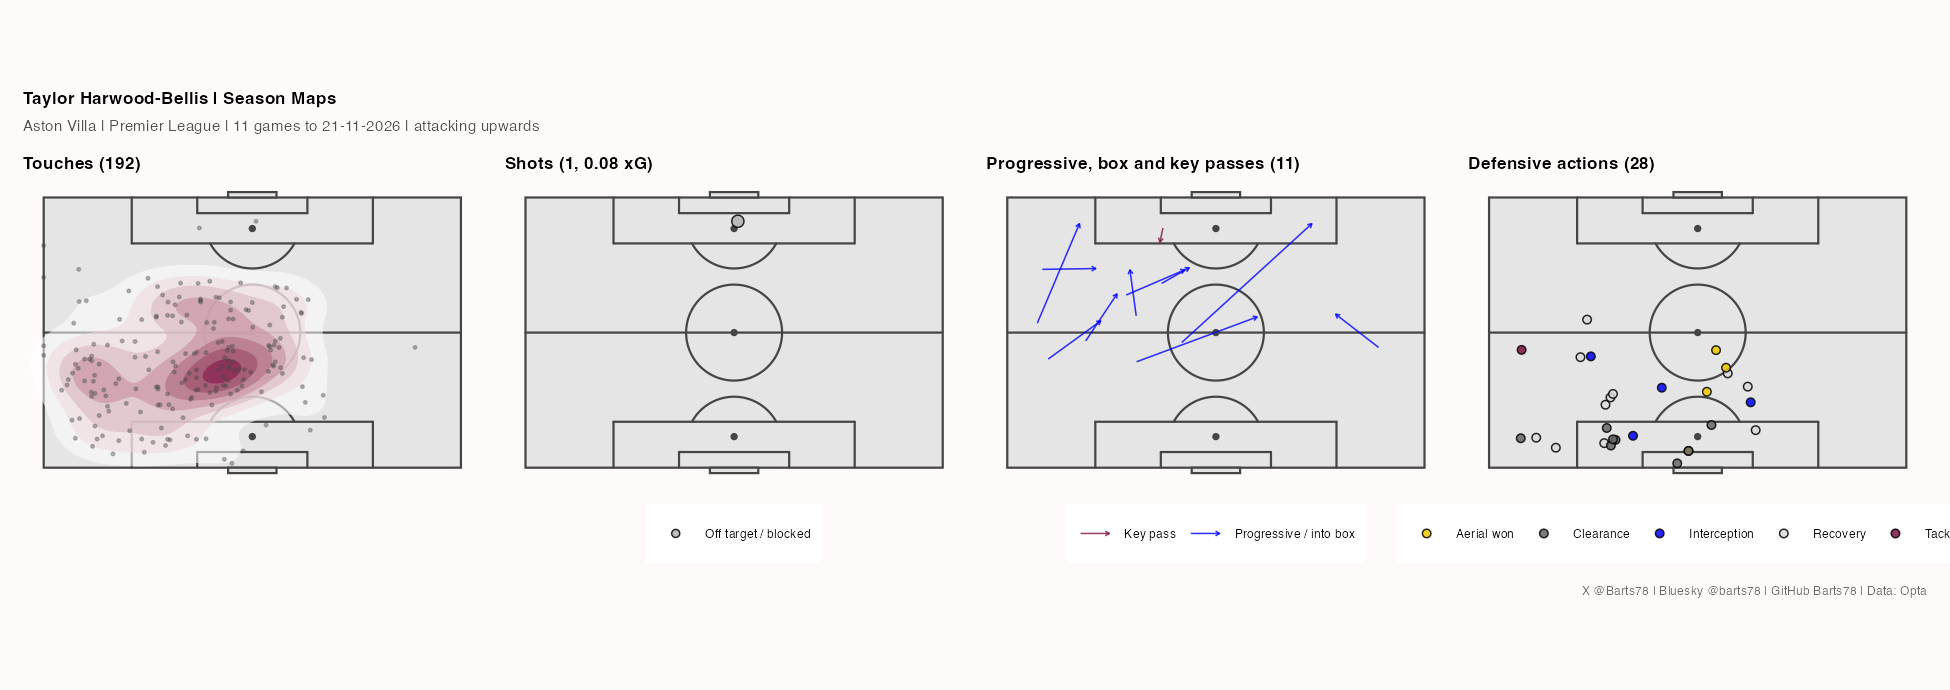 Taylor Harwood-Bellis | Season Maps
Aston Villa | Premier League | 11 games to 21-11-2026 | attacking upwards
Touches (192)
Shots (1, 0.08 xG)
Progressive, box and key passes (11)
Defensive actions (28)
Off target / blocked
Key pass
Progressive / into box
Aerial won
Clearance
Interception
Recovery
Tack
X @Barts78 | Bluesky @barts78 | GitHub Barts78 | Data: Opta